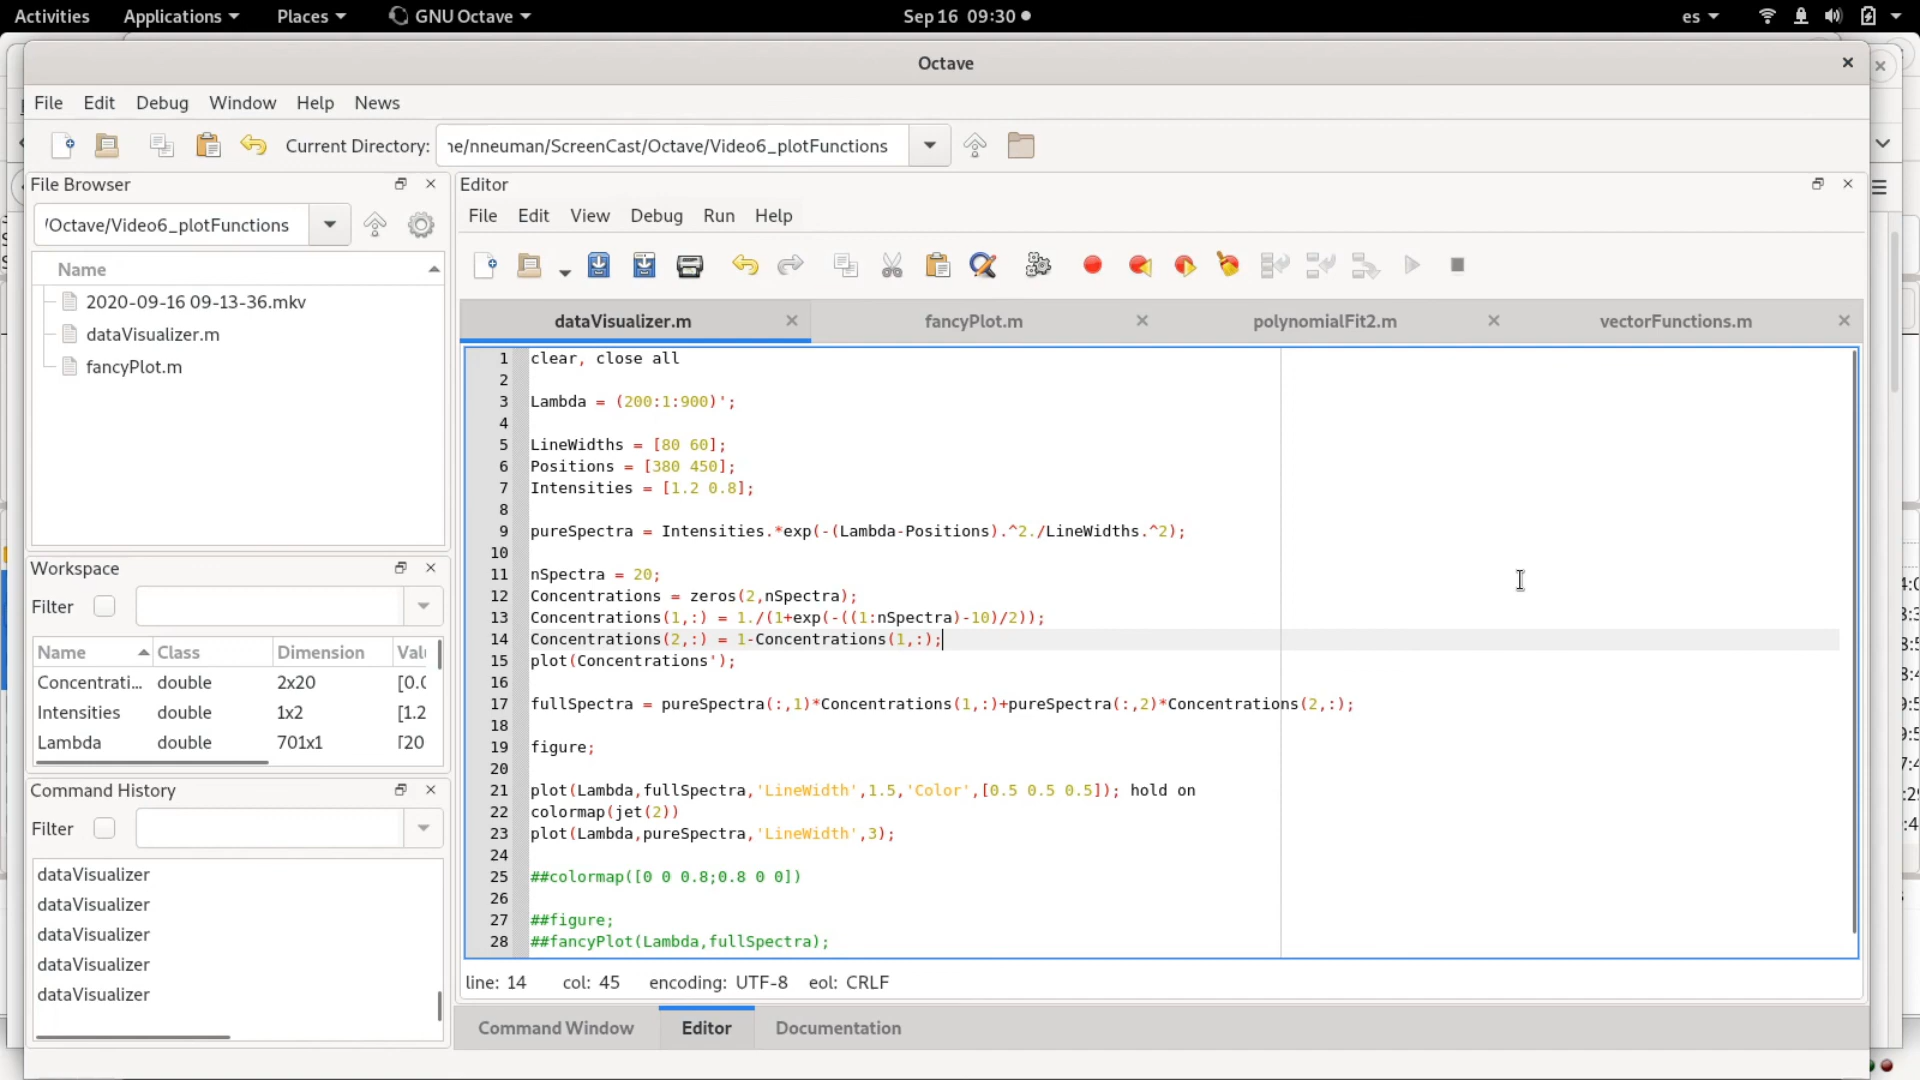 Activities Applications Places GNU Octave Sep 16 09:30 es
Octave
File Edit Debug Window Help News
Current Directory: ne/nneuman/ScreenCast/Octave/Video6_plotFunctions
File Browser
/Octave/Video6_plotFunctions
Name
2020-09-16 09-13-36.mkv
dataVisualizer.m
fancyPlot.m
Workspace
Filter
Name Class Dimension Valu
Concentrati... double 2x20 [0.0
Intensities double 1x2 [1.2
Lambda double 701x1 [20
Command History
Filter
dataVisualizer
dataVisualizer
dataVisualizer
dataVisualizer
dataVisualizer
Editor
File Edit View Debug Run Help
dataVisualizer.m fancyPlot.m polynomialFit2.m vectorFunctions.m
1 clear, close all
2
3 Lambda = (200:1:900)';
4
5 LineWidths = [80 60];
6 Positions = [380 450];
7 Intensities = [1.2 0.8];
8
9 pureSpectra = Intensities.*exp(-(Lambda-Positions).^2./LineWidths.^2);
10
11 nSpectra = 20;
12 Concentrations = zeros(2,nSpectra);
13 Concentrations(1,:) = 1./(1+exp(-((1:nSpectra)-10)/2));
14 Concentrations(2,:) = 1-Concentrations(1,:);
15 plot(Concentrations');
16
17 fullSpectra = pureSpectra(:,1)*Concentrations(1,:)+pureSpectra(:,2)*Concentrations(2,:);
18
19 figure;
20
21 plot(Lambda,fullSpectra,'LineWidth',1.5,'Color',[0.5 0.5 0.5]); hold on
22 colormap(jet(2))
23 plot(Lambda,pureSpectra,'LineWidth',3);
24
25 ##colormap([0 0 0.8;0.8 0 0])
26
27 ##figure;
28 ##fancyPlot(Lambda,fullSpectra);
line: 14 col: 45 encoding: UTF-8 eol: CRLF
Command Window Editor Documentation